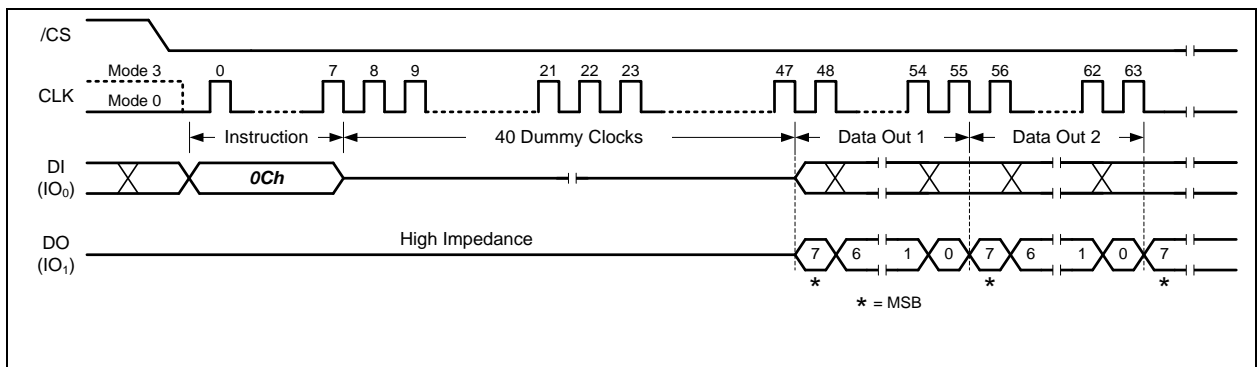 /CS
Mode 3 0 7 8 9 21 22 23 47 48 54 55 56 62 63
CLK Mode 0
Instruction 40 Dummy Clocks Data Out 1 Data Out 2
DI
(IO₀)
0Ch
High Impedance
DO
(IO₁)
7 6 1 0 7 6 1 0 7
* * *
* = MSB